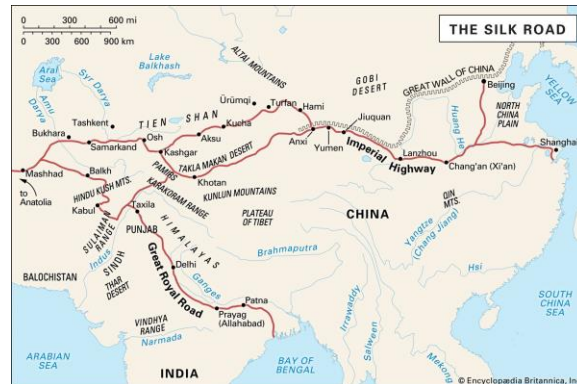 0 300 600 mi
0 300 600 900 km
THE SILK ROAD
Aral Sea
Syr Darya
Amu Darya
Lake Balkhash
ALTAI MOUNTAINS
GOBI DESERT
GREAT WALL OF CHINA
Beijing
YELLOW SEA
NORTH CHINA PLAIN
Huang He
Shanghai
Tashkent
TIEN SHAN
Ürümqi
Turfan
Hami
Jiuquan
Bukhara
Samarkand
Osh
Aksu
Kucha
Anxi
Yumen
Imperial Highway
Lanzhou
Chang'an (Xi'an)
Kashgar
TAKLA MAKAN DESERT
Mashhad
to Anatolia
Balkh
PAMIRS
Khotan
HINDU KUSH MTS.
KARAKORAM RANGE
KUNLUN MOUNTAINS
QIN MTS.
Kabul
Taxila
PLATEAU OF TIBET
CHINA
SULAIMAN RANGE
PUNJAB
HIMALAYAS
Yangtze (Chang Jiang)
BALOCHISTAN
Indus
SINDH
THAR DESERT
Delhi
Great Royal Road
Ganges
Brahmaputra
Hsi
Patna
Prayag (Allahabad)
VINDHYA RANGE
Narmada
Irrawaddy
Salween
Mekong
SOUTH CHINA SEA
ARABIAN SEA
INDIA
BAY OF BENGAL
© Encyclopædia Britannica, In